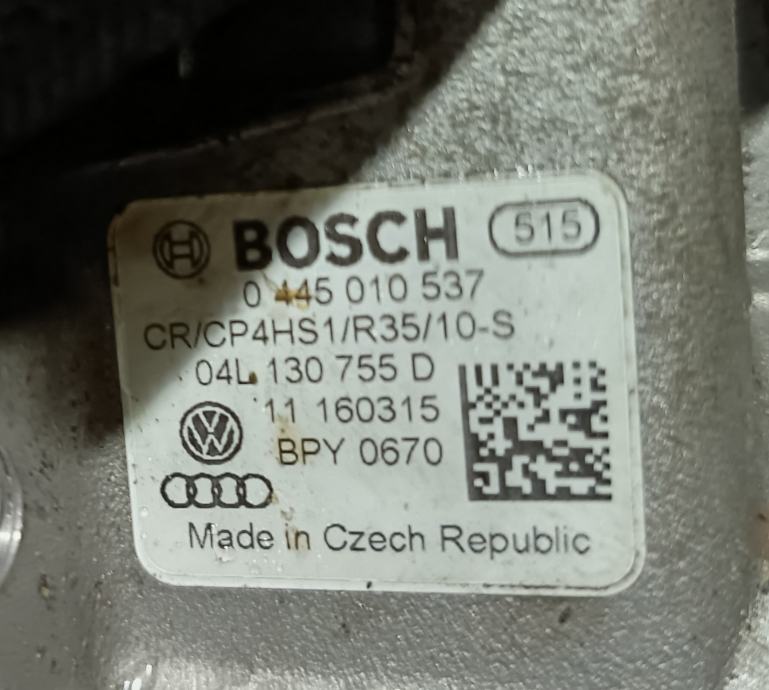 BOSCH 515
0 445 010 537
CR/CP4HS1/R35/10-S
04L 130 755 D
11 160315
BPY 0670
Made in Czech Republic